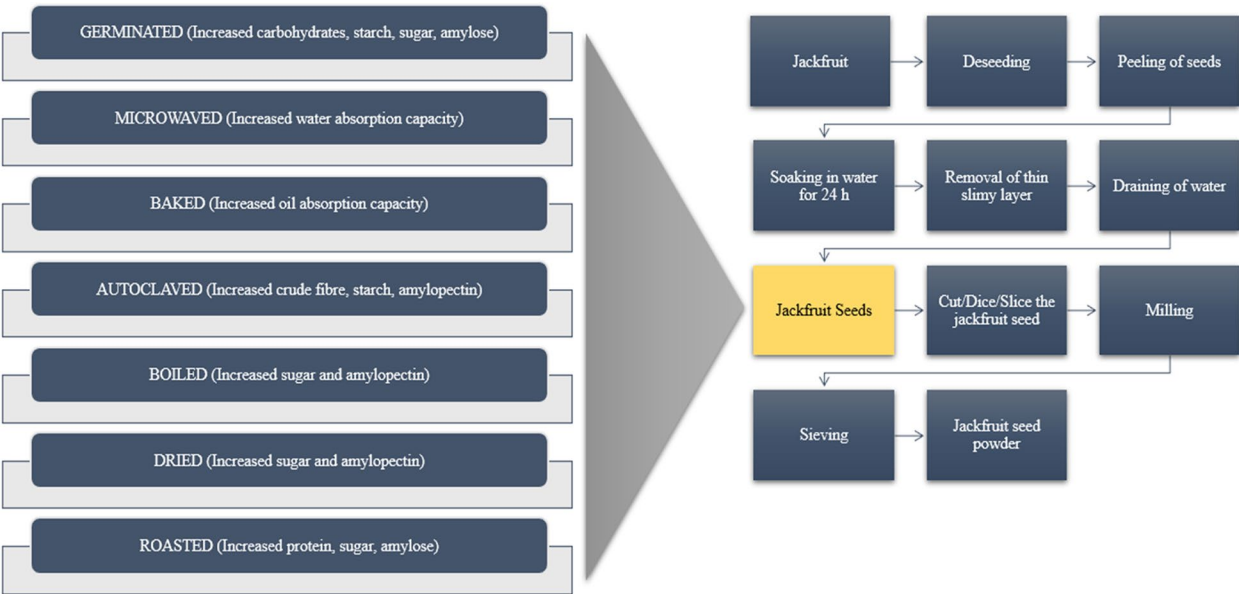 GERMINATED (Increased carbohydrates, starch, sugar, amylose)
MICROWAVED (Increased water absorption capacity)
BAKED (Increased oil absorption capacity)
AUTOCLAVED (Increased crude fibre, starch, amylopectin)
BOILED (Increased sugar and amylopectin)
DRIED (Increased sugar and amylopectin)
ROASTED (Increased protein, sugar, amylose)
Jackfruit
Deseeding
Peeling of seeds
Soaking in water
for 24 h
Removal of thin
slimy layer
Draining of water
Jackfruit Seeds
Cut/Dice/Slice the
jackfruit seed
Milling
Sieving
Jackfruit seed
powder